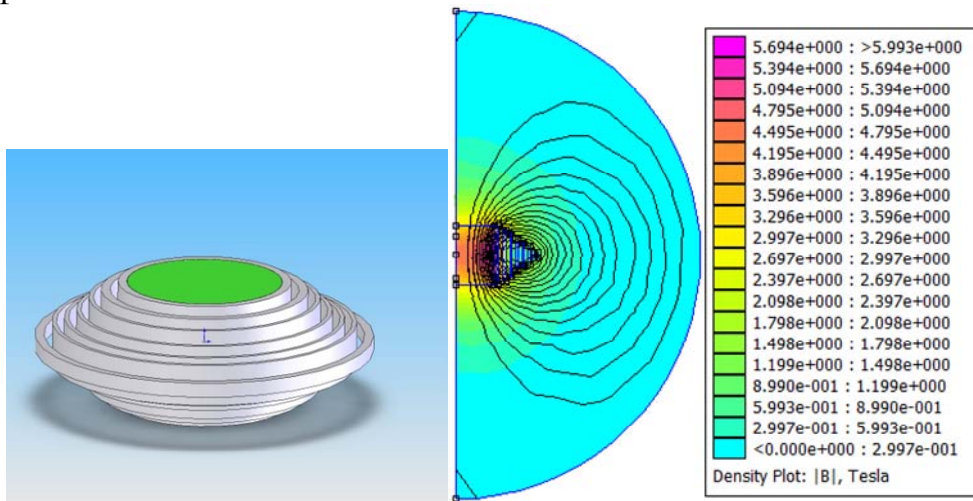 5.694e+000 : >5.993e+000
5.394e+000 : 5.694e+000
5.094e+000 : 5.394e+000
4.795e+000 : 5.094e+000
4.495e+000 : 4.795e+000
4.195e+000 : 4.495e+000
3.896e+000 : 4.195e+000
3.596e+000 : 3.896e+000
3.296e+000 : 3.596e+000
2.997e+000 : 3.296e+000
2.697e+000 : 2.997e+000
2.397e+000 : 2.697e+000
2.098e+000 : 2.397e+000
1.798e+000 : 2.098e+000
1.498e+000 : 1.798e+000
1.199e+000 : 1.498e+000
8.990e-001 : 1.199e+000
5.993e-001 : 8.990e-001
2.997e-001 : 5.993e-001
<0.000e+000 : 2.997e-001
Density Plot: |B|, Tesla